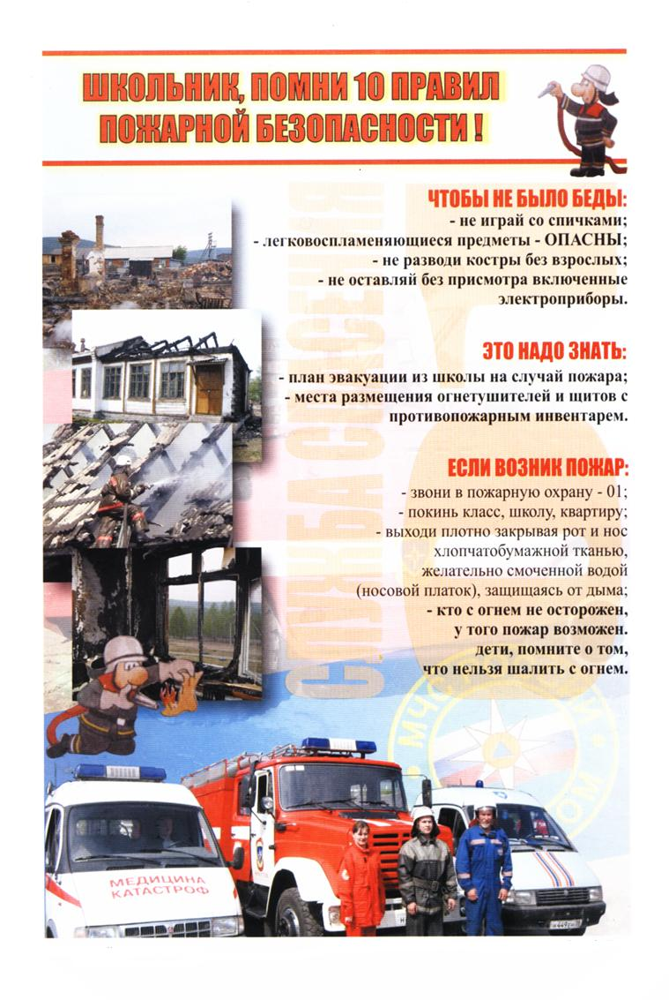 ШКОЛЬНИК, ПОМНИ 10 ПРАВИЛ
ПОЖАРНОЙ БЕЗОПАСНОСТИ !
ЧТОБЫ НЕ БЫЛО БЕДЫ:
- не играй со спичками;
- легковоспламеняющиеся предметы - ОПАСНЫ;
- не разводи костры без взрослых;
- не оставляй без присмотра включенные
электроприборы.
ЭТО НАДО ЗНАТЬ:
- план эвакуации из школы на случай пожара;
- места размещения огнетушителей и щитов с
противопожарным инвентарем.
ЕСЛИ ВОЗНИК ПОЖАР:
- звони в пожарную охрану - 01;
- покинь класс, школу, квартиру;
- выходи плотно закрывая рот и нос
хлопчатобумажной тканью,
желательно смоченной водой
(носовой платок), защищаясь от дыма;
- кто с огнем не осторожен,
у того пожар возможен.
дети, помните о том,
что нельзя шалить с огнем.
СЛУЖБА СПАСЕНИЯ
МЧС
МЕДИЦИНА
КАТАСТРОФ